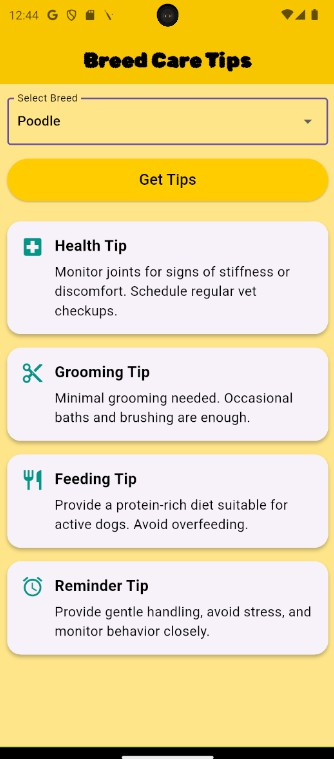 12:44
Breed Care Tips
Select Breed
Poodle
Get Tips
Health Tip
Monitor joints for signs of stiffness or
discomfort. Schedule regular vet
checkups.
Grooming Tip
Minimal grooming needed. Occasional
baths and brushing are enough.
Feeding Tip
Provide a protein-rich diet suitable for
active dogs. Avoid overfeeding.
Reminder Tip
Provide gentle handling, avoid stress, and
monitor behavior closely.